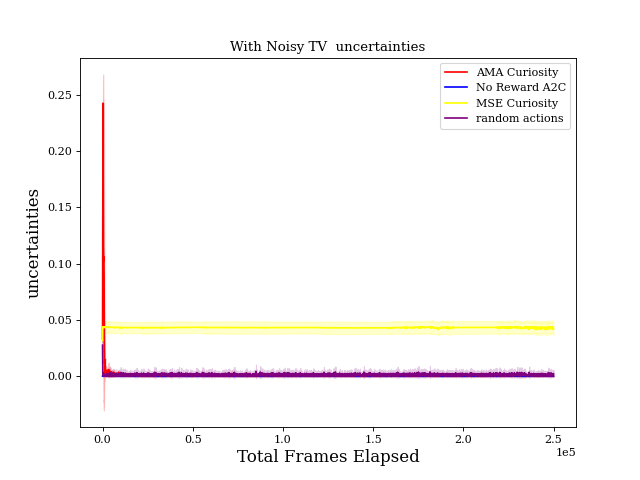 With Noisy TV  uncertainties
AMA Curiosity
No Reward A2C
MSE Curiosity
random actions
uncertainties
0.25
0.20
0.15
0.10
0.05
0.00
0.0 0.5 1.0 1.5 2.0 2.5
1e5
Total Frames Elapsed